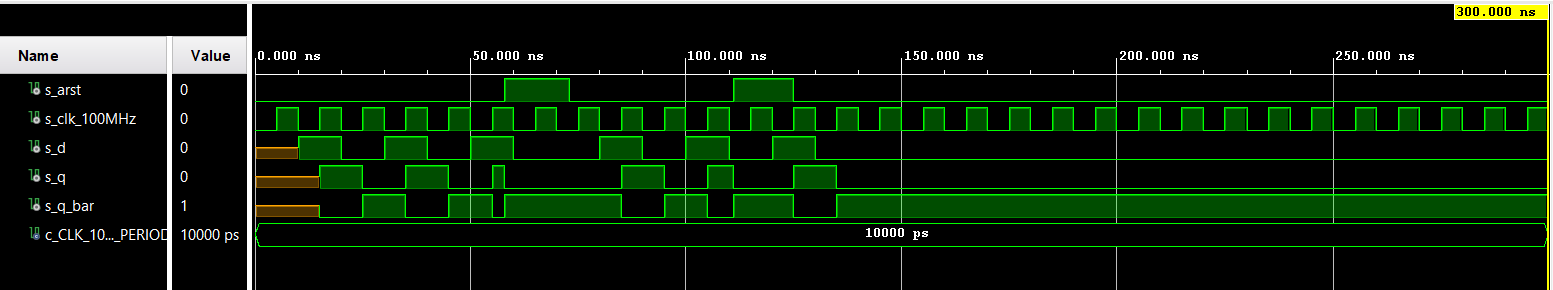 300.000 ns
Name Value
0.000 ns 50.000 ns 100.000 ns 150.000 ns 200.000 ns 250.000 ns
s_arst 0
s_clk_100MHz 0
s_d 0
s_q 0
s_q_bar 1
c_CLK_10..._PERIOD 10000 ps 10000 ps